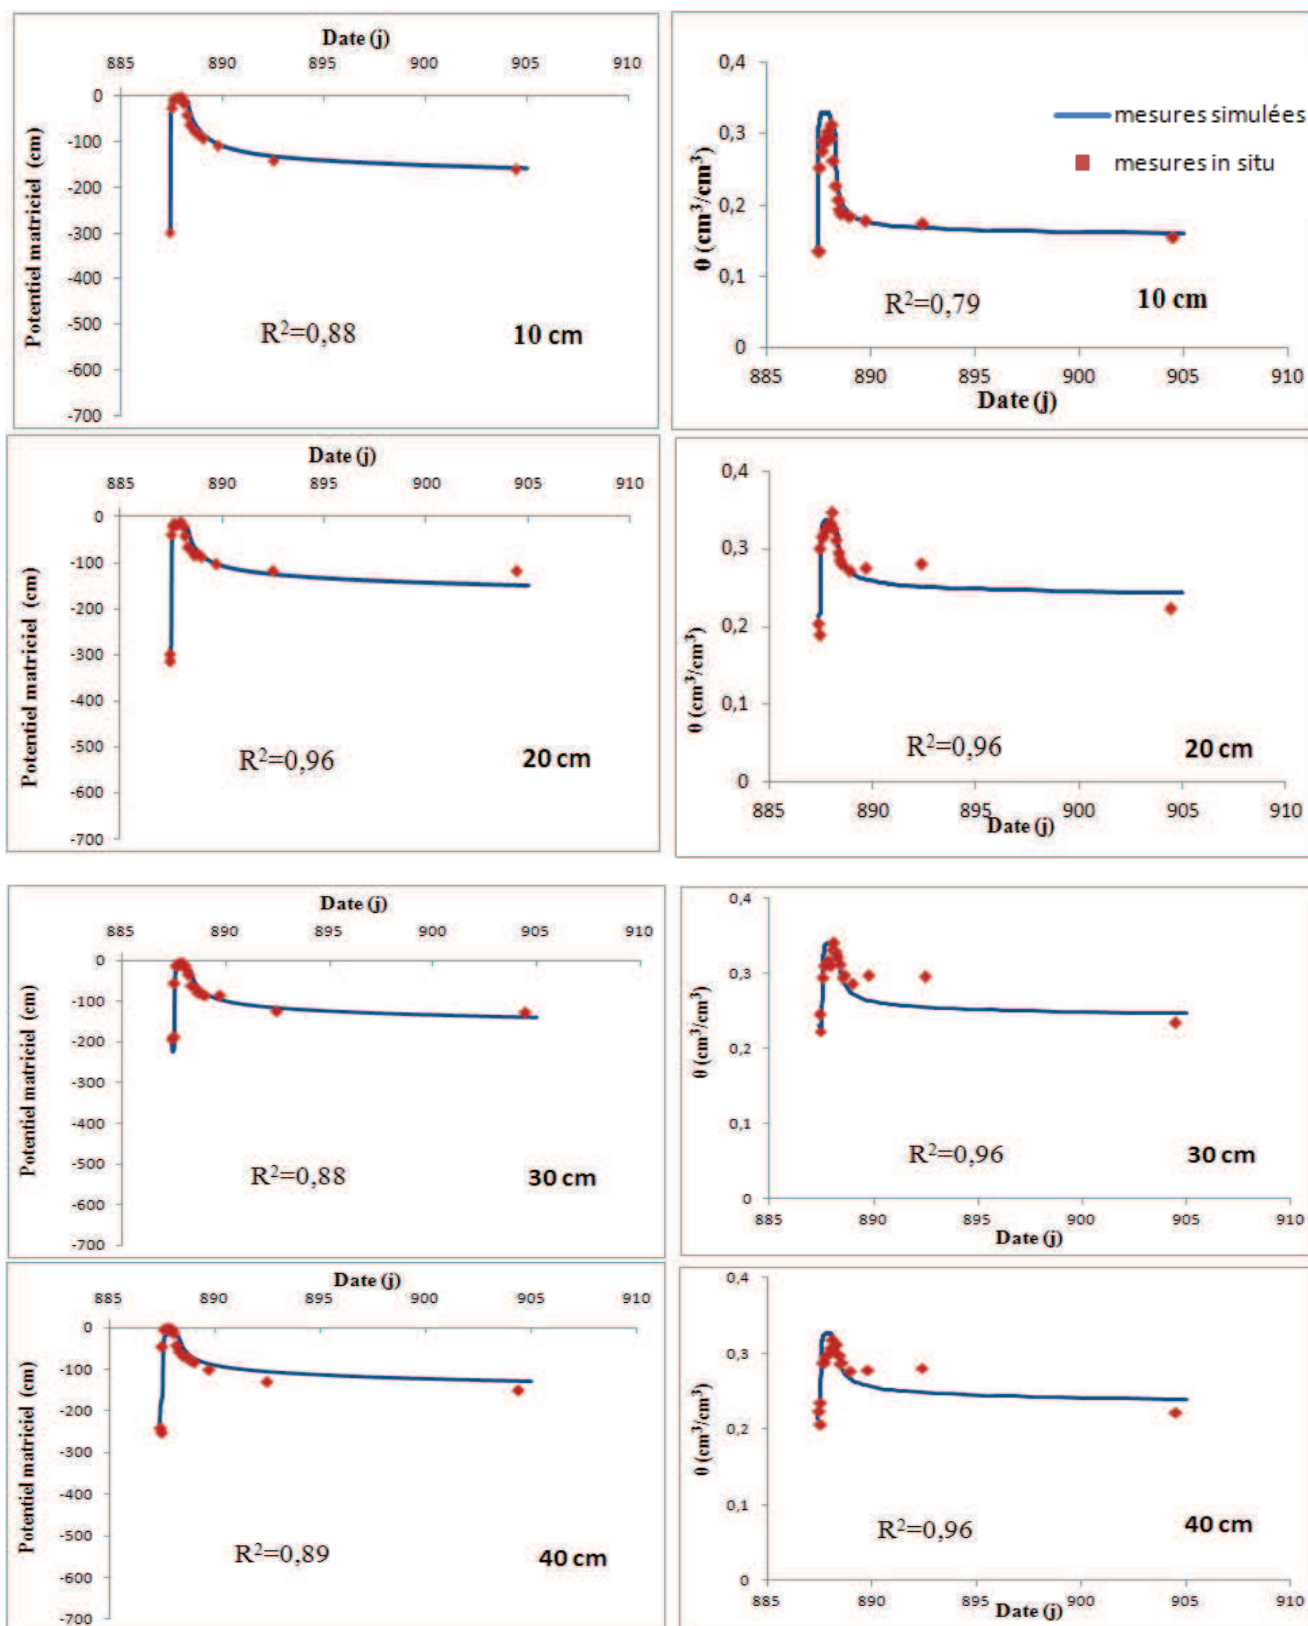 Date (j)
885 890 895 900 905 910
0
-100
-200
-300
-400
-500
-600
-700
Potentiel matriciel (cm)
R²=0,88
10 cm
0,4
0,3
0,2
0,1
0
θ (cm³/cm³)
mesures simulées
mesures in situ
R²=0,79
10 cm
885 890 895 900 905 910
Date (j)
Date (j)
885 890 895 900 905 910
0
-100
-200
-300
-400
-500
-600
-700
Potentiel matriciel (cm)
R²=0,96
20 cm
0,4
0,3
0,2
0,1
0
θ (cm³/cm³)
R²=0,96
20 cm
885 890 895 900 905 910
Date (j)
Date (j)
885 890 895 900 905 910
0
-100
-200
-300
-400
-500
-600
-700
Potentiel matriciel (cm)
R²=0,88
30 cm
0,4
0,3
0,2
0,1
0
θ (cm³/cm³)
R²=0,96
30 cm
885 890 895 900 905 910
Date (j)
Date (j)
885 890 895 900 905 910
0
-100
-200
-300
-400
-500
-600
-700
Potentiel matriciel (cm)
R²=0,89
40 cm
0,4
0,3
0,2
0,1
0
θ (cm³/cm³)
R²=0,96
40 cm
885 890 895 900 905 910
Date (j)